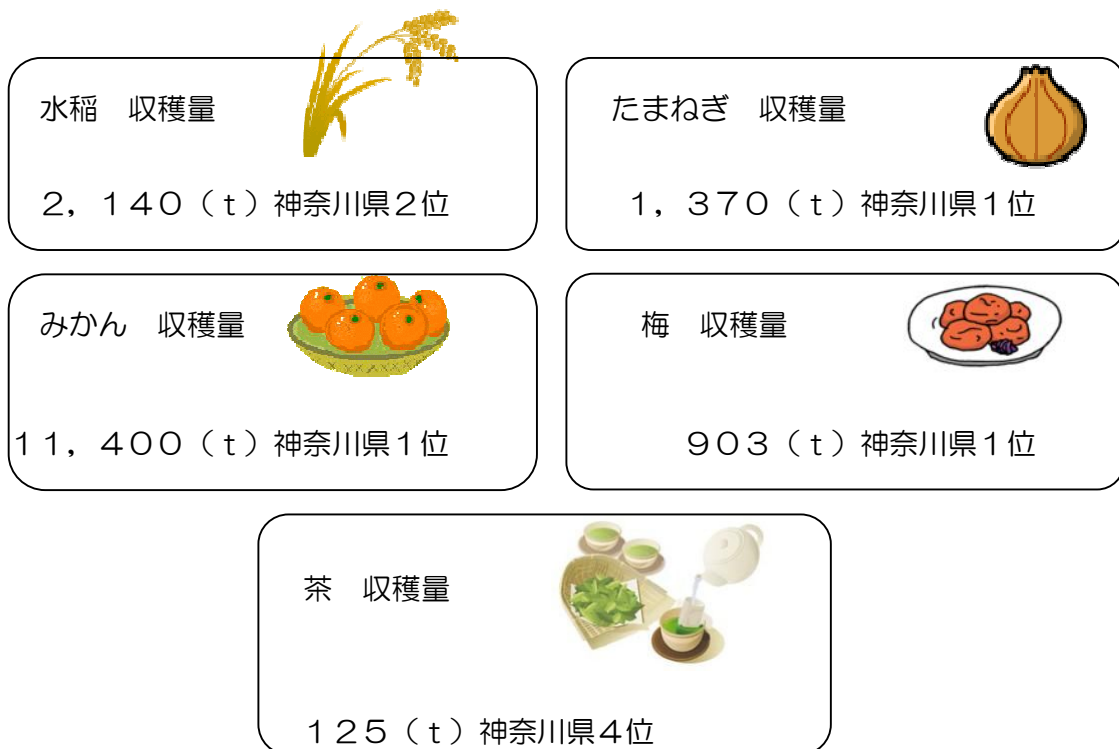 水稲　収穫量
２，１４０（ｔ）神奈川県２位
たまねぎ　収穫量
１，３７０（ｔ）神奈川県１位
みかん　収穫量
１１，４００（ｔ）神奈川県１位
梅　収穫量
９０３（ｔ）神奈川県１位
茶　収穫量
１２５（ｔ）神奈川県４位